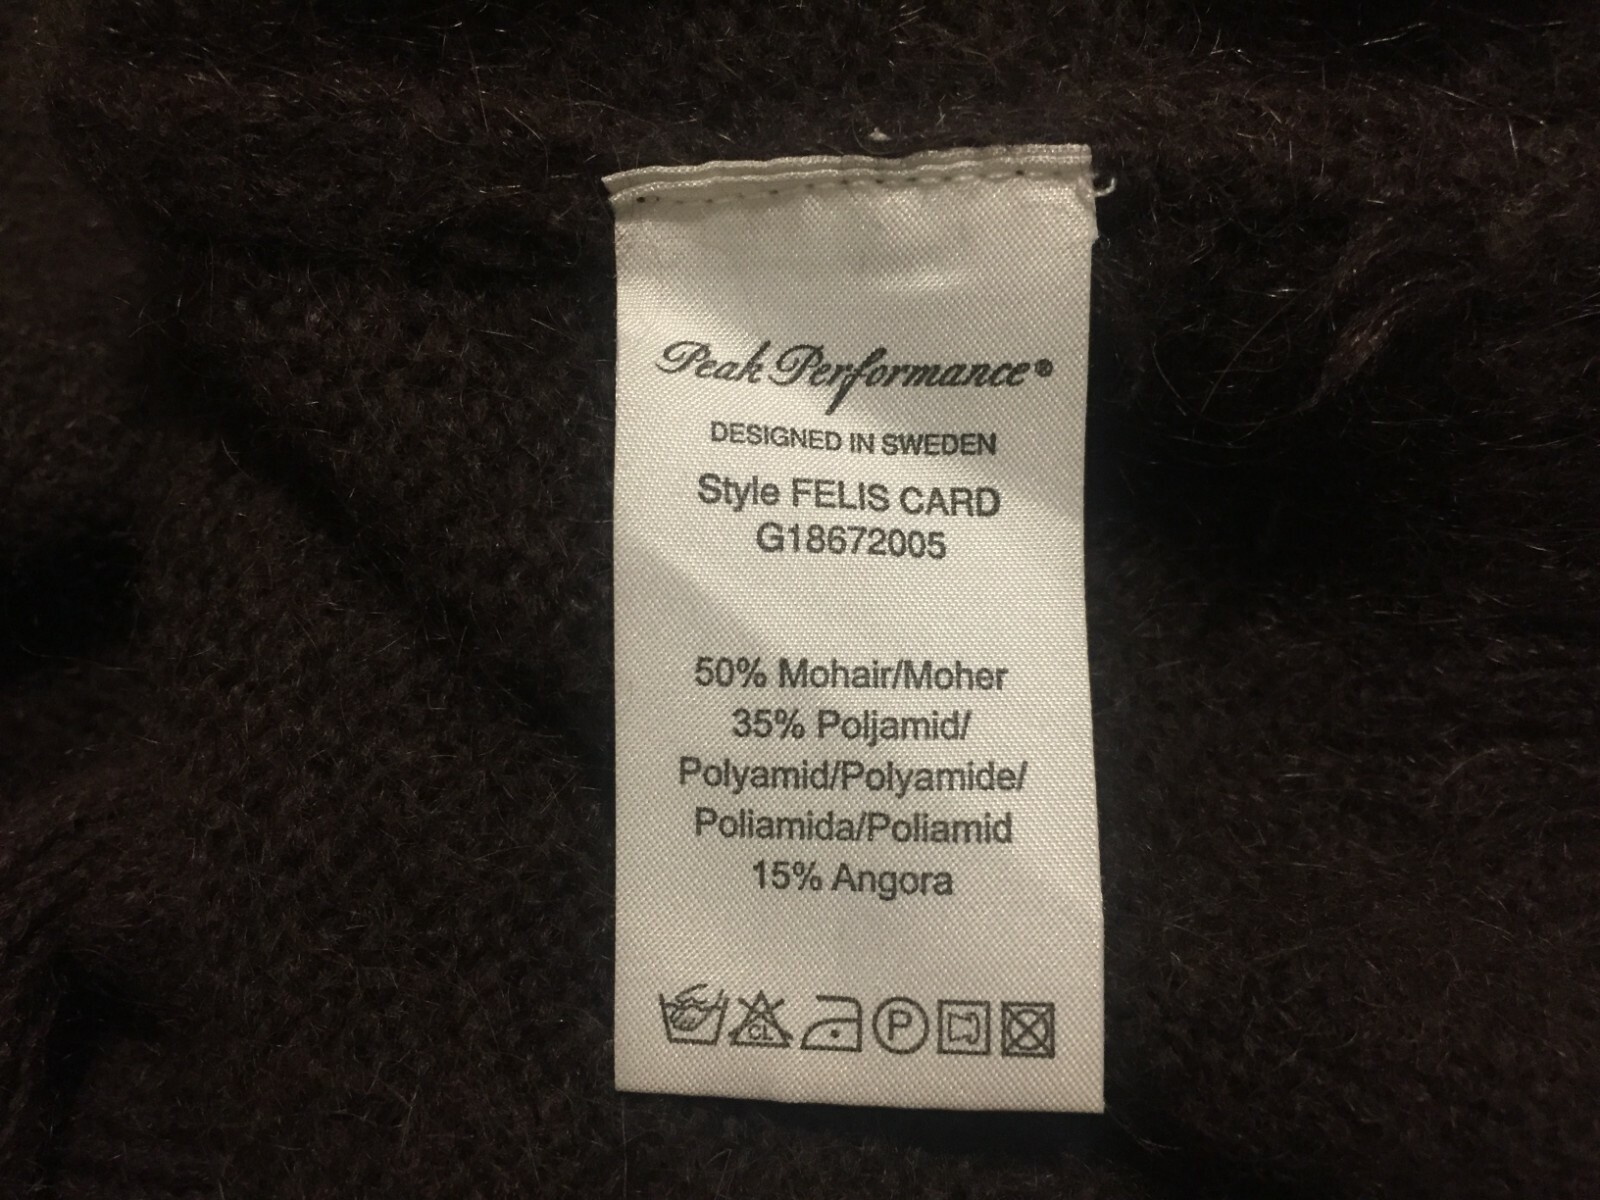 Peak Performance®
DESIGNED IN SWEDEN
Style FELIS CARD
G18672005
50% Mohair/Moher
35% Poljamid/
Polyamid/Polyamide/
Poliamida/Poliamid
15% Angora
CL P